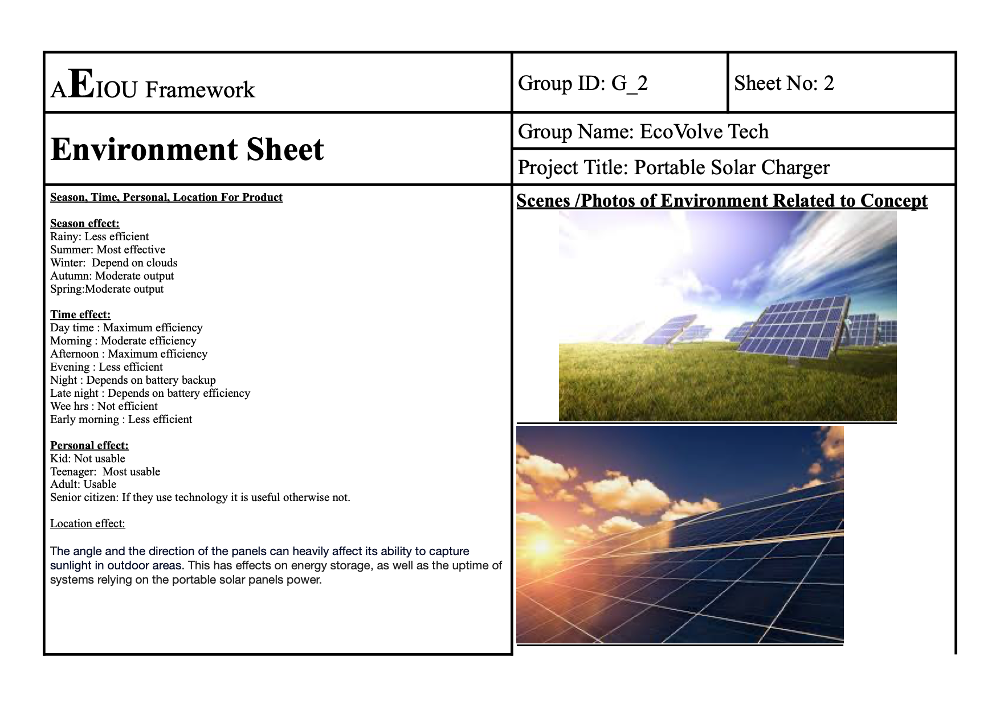 AEIOU Framework
Group ID: G_2
Sheet No: 2
Environment Sheet
Group Name: EcoVolve Tech
Project Title: Portable Solar Charger
Season, Time, Personal, Location For Product
Season effect:
Rainy: Less efficient
Summer: Most effective
Winter:  Depend on clouds
Autumn: Moderate output
Spring:Moderate output
Time effect:
Day time : Maximum efficiency
Morning : Moderate efficiency
Afternoon : Maximum efficiency
Evening : Less efficient
Night : Depends on battery backup
Late night : Depends on battery efficiency
Wee hrs : Not efficient
Early morning : Less efficient
Personal effect:
Kid: Not usable
Teenager:  Most usable
Adult: Usable
Senior citizen: If they use technology it is useful otherwise not.
Location effect:
The angle and the direction of the panels can heavily affect its ability to capture
sunlight in outdoor areas. This has effects on energy storage, as well as the uptime of
systems relying on the portable solar panels power.
Scenes /Photos of Environment Related to Concept